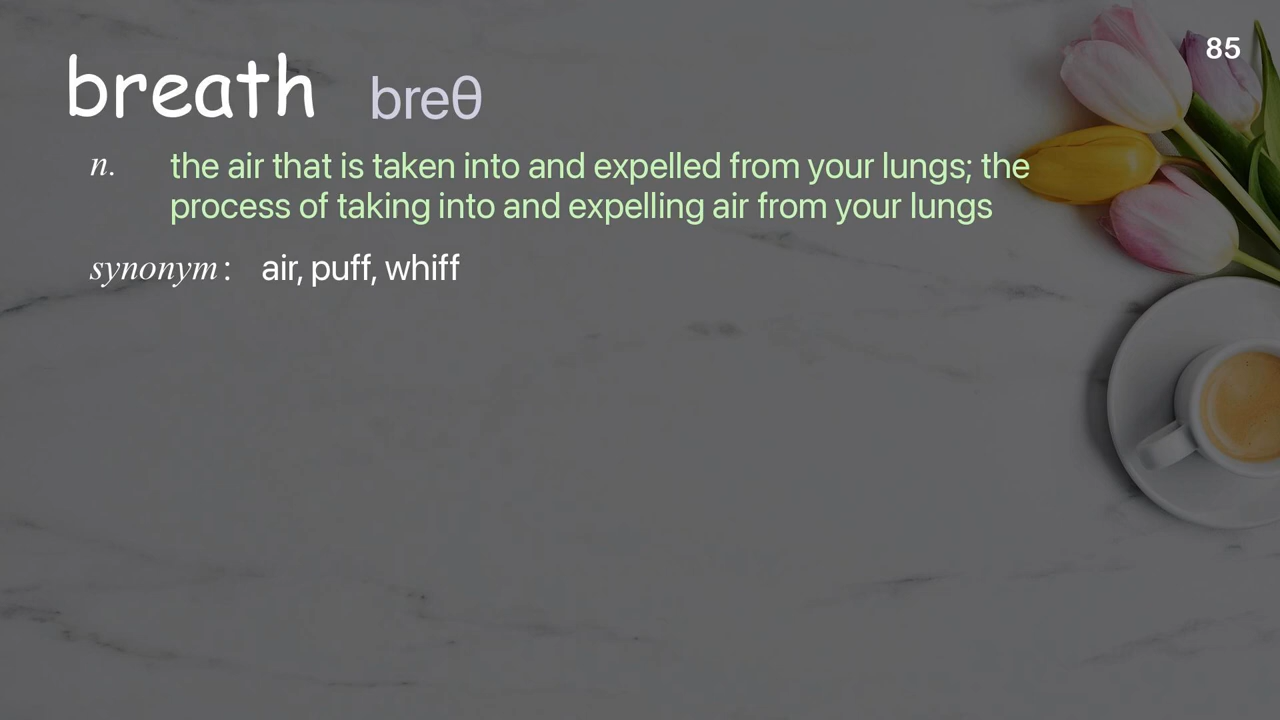 85
breath breθ
n. the air that is taken into and expelled from your lungs; the
process of taking into and expelling air from your lungs
synonym: air, puff, whiff